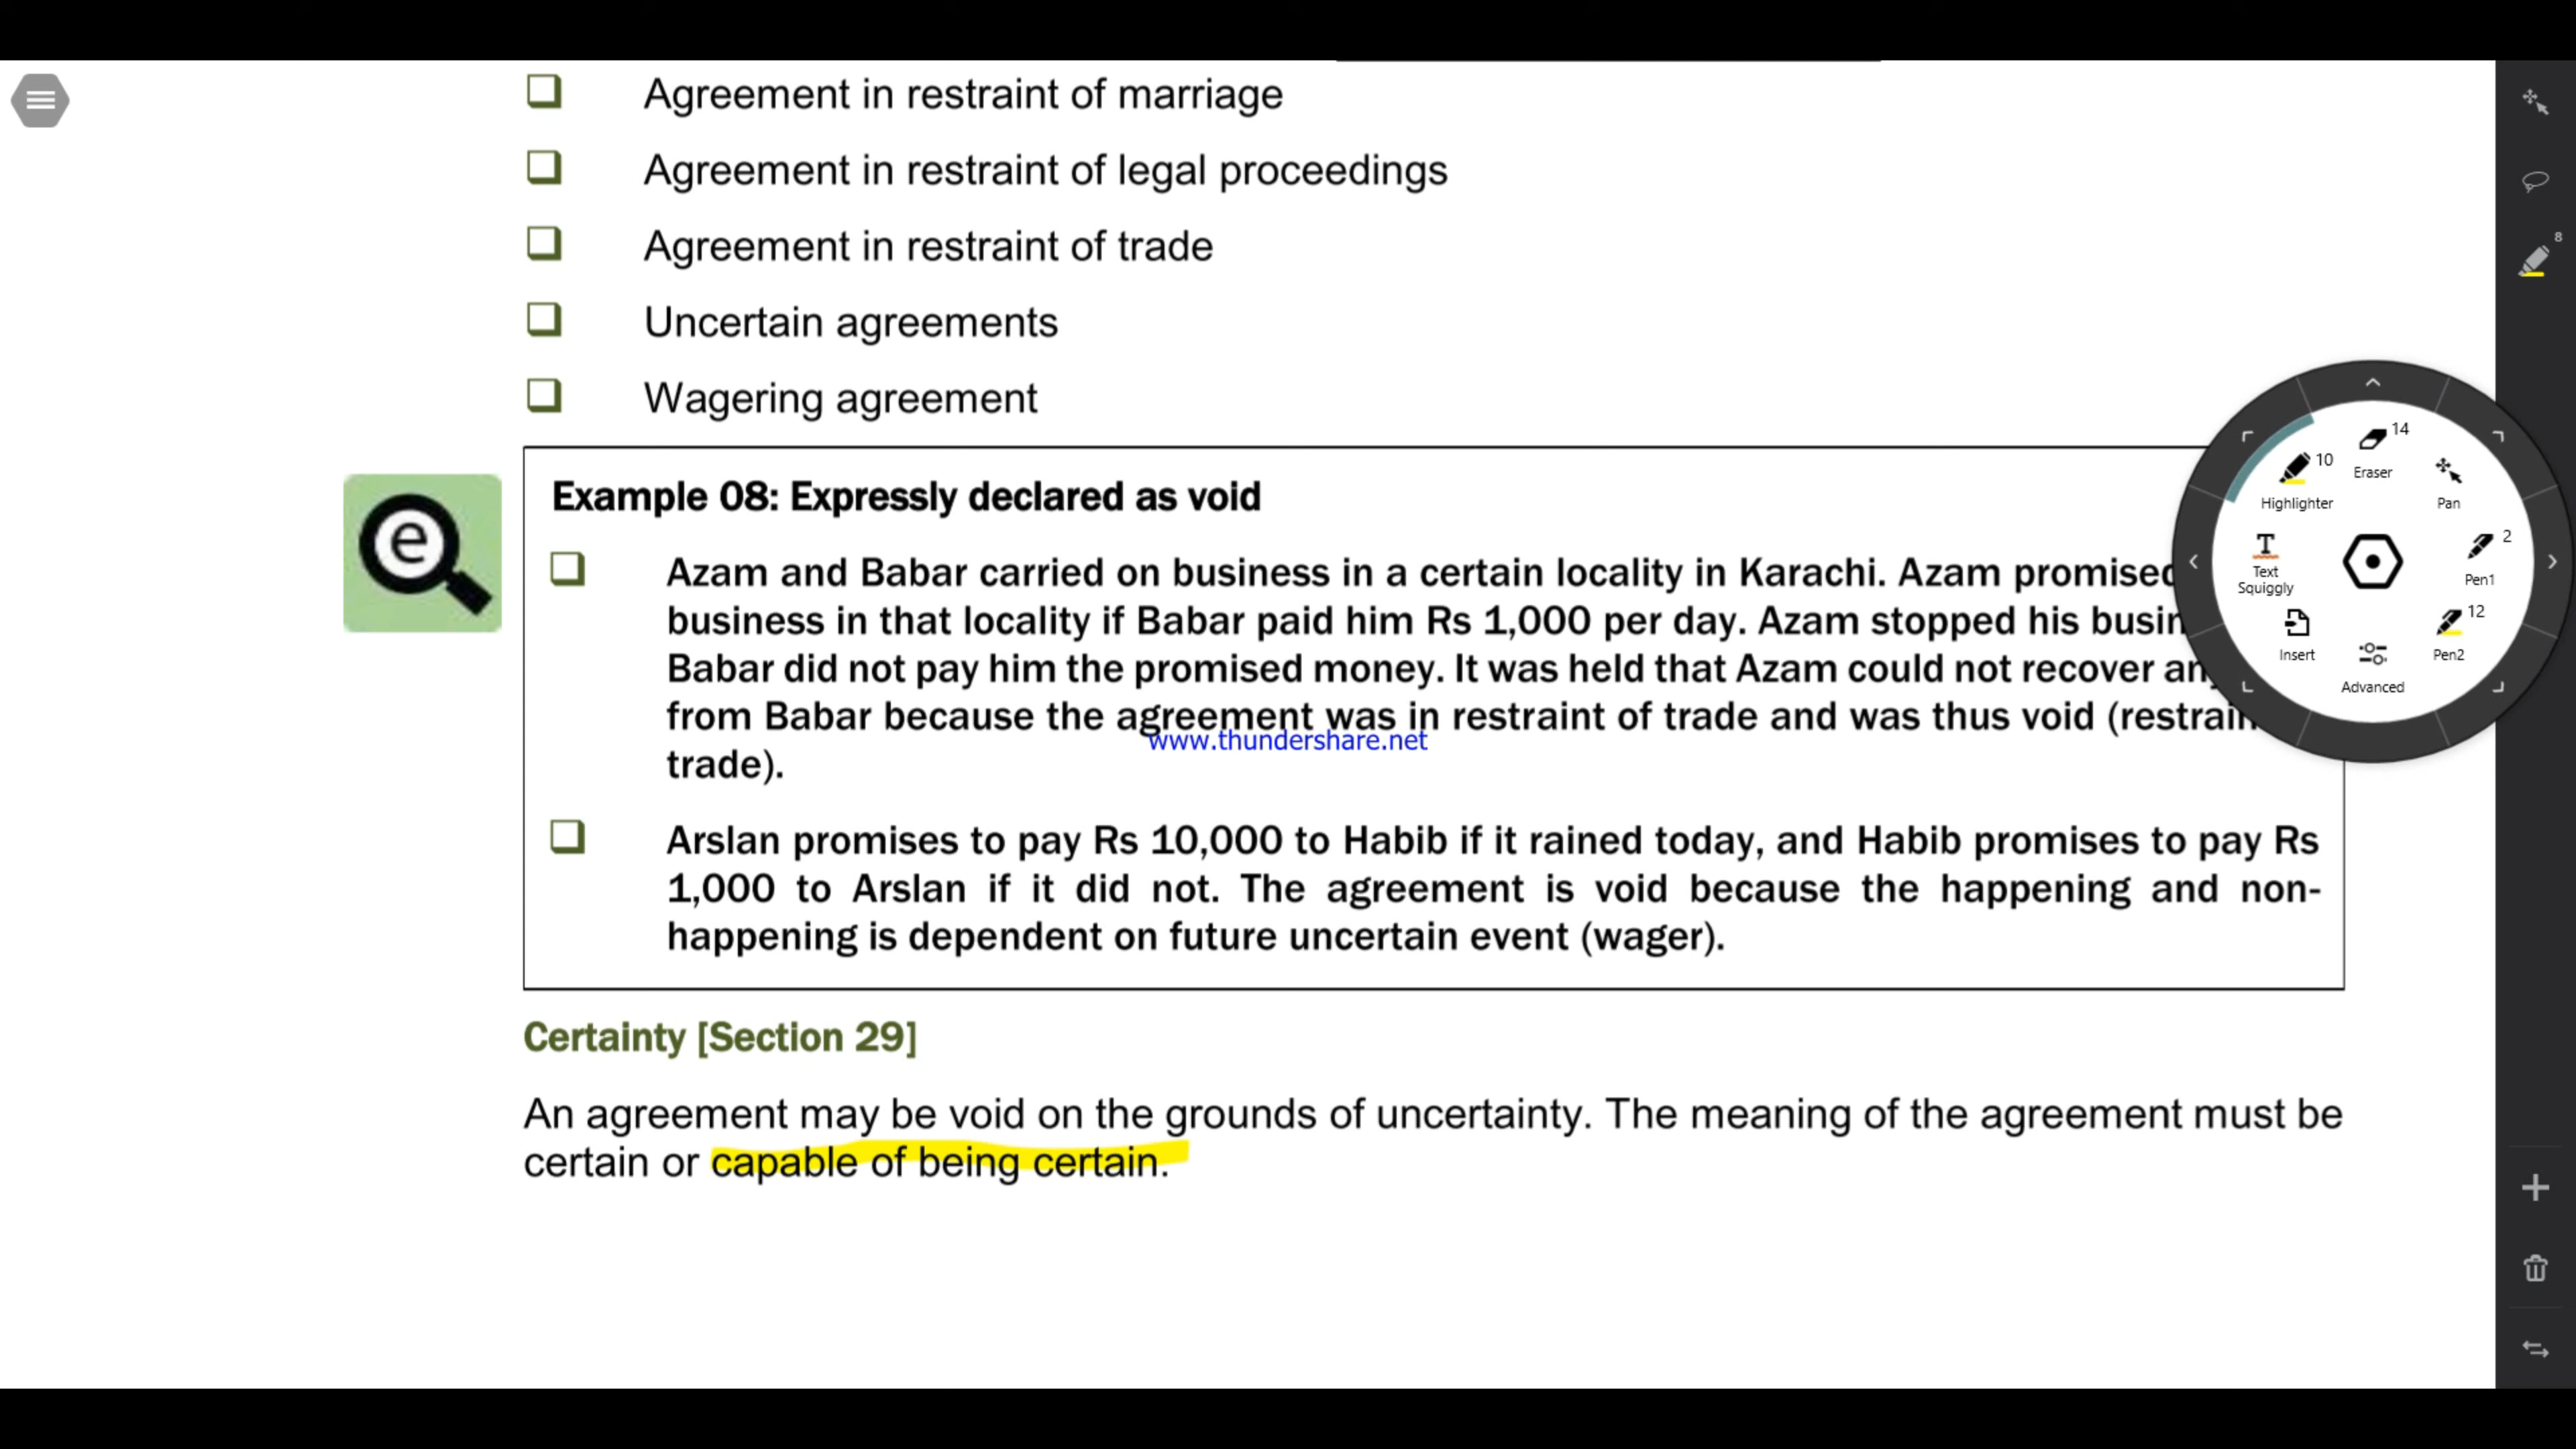 Agreement in restraint of marriage
Agreement in restraint of legal proceedings
Agreement in restraint of trade
Uncertain agreements
Wagering agreement
Example 08: Expressly declared as void
Azam and Babar carried on business in a certain locality in Karachi. Azam promised
business in that locality if Babar paid him Rs 1,000 per day. Azam stopped his
Babar did not pay him the promised money. It was held that Azam could not recover
from Babar because the agreement was in restraint of trade and was thus void
trade).
www.thundershare.net
Arslan promises to pay Rs 10,000 to Habib if it rained today, and Habib promises to pay Rs
1,000 to Arslan if it did not. The agreement is void because the happening and non-
happening is dependent on future uncertain event (wager).
Certainty [Section 29]
An agreement may be void on the grounds of uncertainty. The meaning of the agreement must be
certain or capable of being certain.
8
14
Eraser
10
Highlighter
Pan
Text
Squiggly
2
Pen1
Insert
12
Pen2
Advanced
e